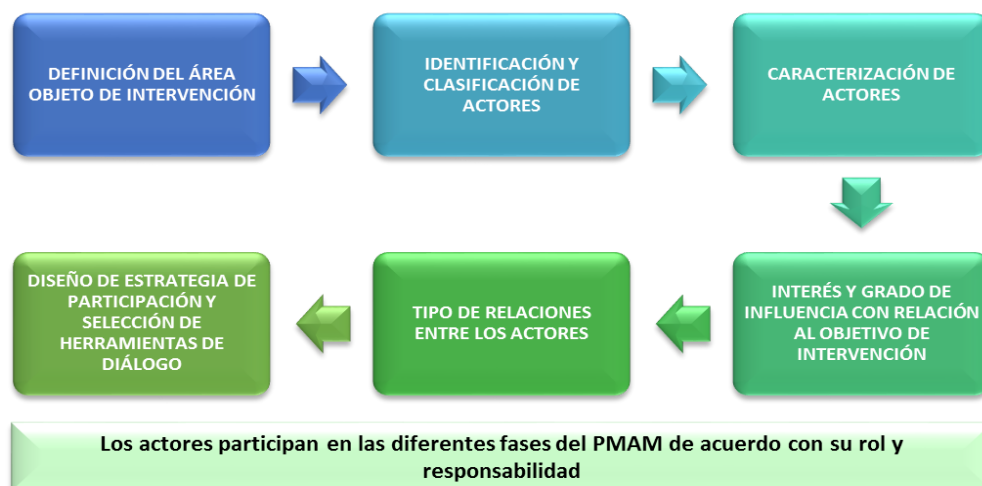 DEFINICIÓN DEL ÁREA
OBJETO DE INTERVENCIÓN
IDENTIFICACIÓN Y
CLASIFICACIÓN DE
ACTORES
CARACTERIZACIÓN DE
ACTORES
INTERÉS Y GRADO DE
INFLUENCIA CON RELACIÓN
AL OBJETIVO DE
INTERVENCIÓN
TIPO DE RELACIONES
ENTRE LOS ACTORES
DISEÑO DE ESTRATEGIA DE
PARTICIPACIÓN Y
SELECCIÓN DE
HERRAMIENTAS DE
DIÁLOGO
Los actores participan en las diferentes fases del PMAM de acuerdo con su rol y
responsabilidad